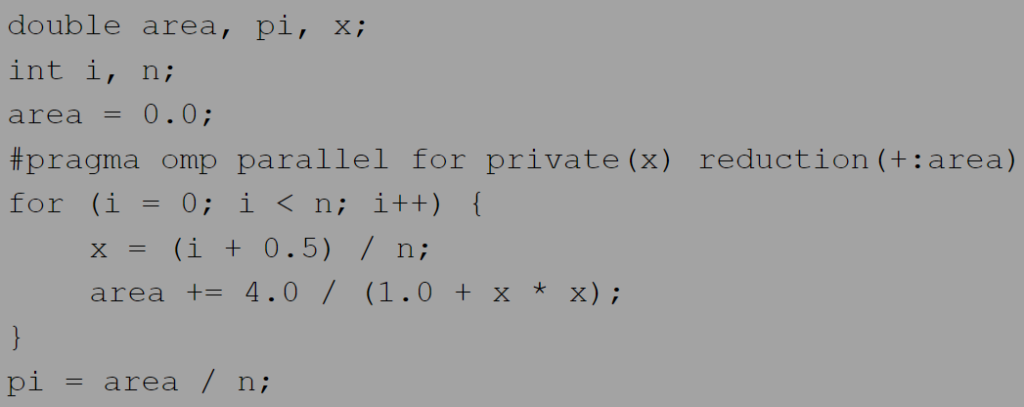 double area, pi, x;
int i, n;
area = 0.0;
#pragma omp parallel for private(x) reduction(+:area)
for (i = 0; i < n; i++) {
    x = (i + 0.5) / n;
    area += 4.0 / (1.0 + x * x);
}
pi = area / n;